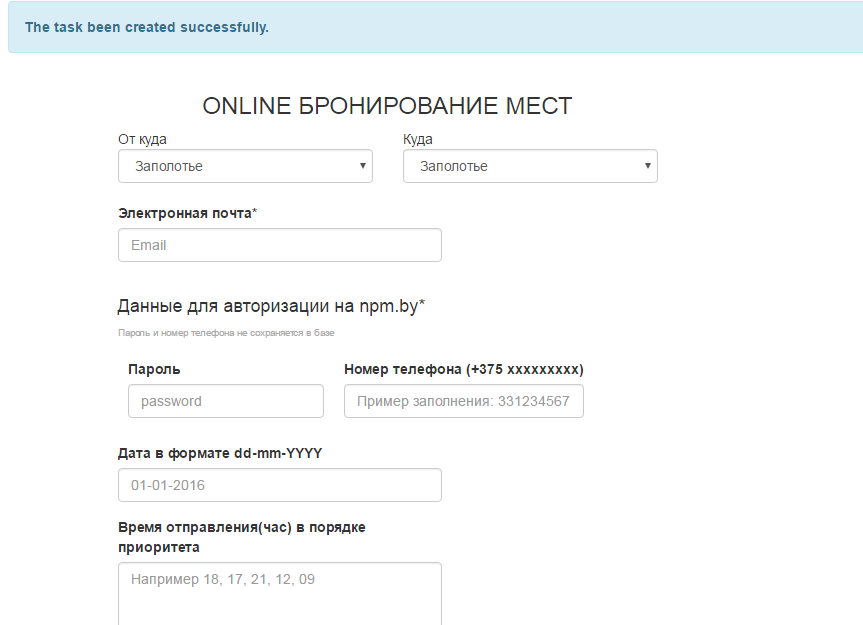 The task been created successfully.
ONLINE БРОНИРОВАНИЕ МЕСТ
От куда Куда
Заполотье Заполотье
Электронная почта*
Email
Данные для авторизации на npm.by*
Пароль и номер телефона не сохраняется в базе
Пароль Номер телефона (+375 xxxxxxxxx)
password Пример заполнения: 331234567
Дата в формате dd-mm-YYYY
01-01-2016
Время отправления(час) в порядке
приоритета
Например 18, 17, 21, 12, 09